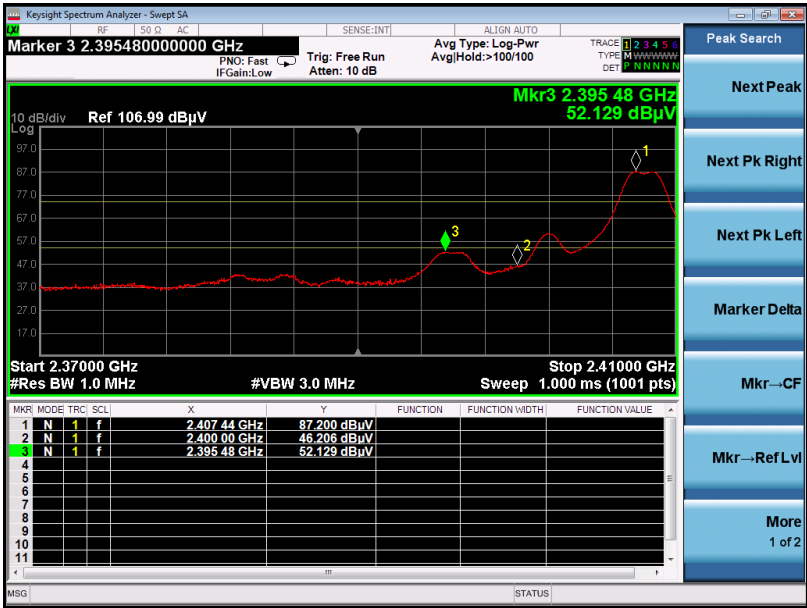 Keysight Spectrum Analyzer - Swept SA
LXI RF 50 Ω AC SENSE:INT ALIGN AUTO
Marker 3 2.395480000000 GHz
PNO: Fast
IFGain:Low
Trig: Free Run
Atten: 10 dB
Avg Type: Log-Pwr
Avg|Hold:>100/100
TRACE 1 2 3 4 5 6
TYPE M W W W W W
DET P N N N N N
Mkr3 2.395 48 GHz
52.129 dBµV
10 dB/div Ref 106.99 dBµV
Log
97.0
87.0
77.0
67.0
57.0
47.0
37.0
27.0
17.0
1
2
3
Start 2.37000 GHz Stop 2.41000 GHz
#Res BW 1.0 MHz #VBW 3.0 MHz Sweep 1.000 ms (1001 pts)
MKR MODE TRC SCL X Y FUNCTION FUNCTION WIDTH FUNCTION VALUE
1 N 1 f 2.407 44 GHz 87.200 dBµV
2 N 1 f 2.400 00 GHz 46.206 dBµV
3 N 1 f 2.395 48 GHz 52.129 dBµV
4
5
6
7
8
9
10
11
MSG STATUS
Peak Search
Next Peak
Next Pk Right
Next Pk Left
Marker Delta
Mkr→CF
Mkr→Ref Lvl
More
1 of 2